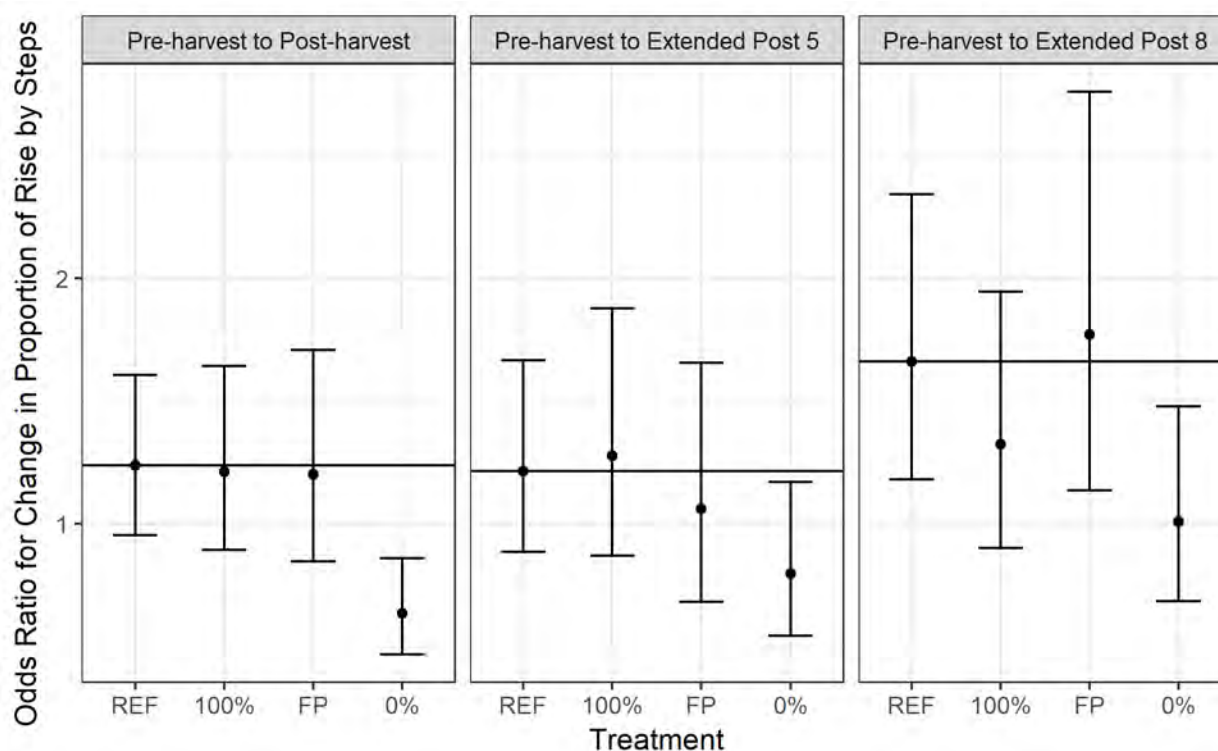 Odds Ratio for Change in Proportion of Rise by Steps
Pre-harvest to Post-harvest
Pre-harvest to Extended Post 5
Pre-harvest to Extended Post 8
2
1
REF 100% FP 0%
REF 100% FP 0%
REF 100% FP 0%
Treatment